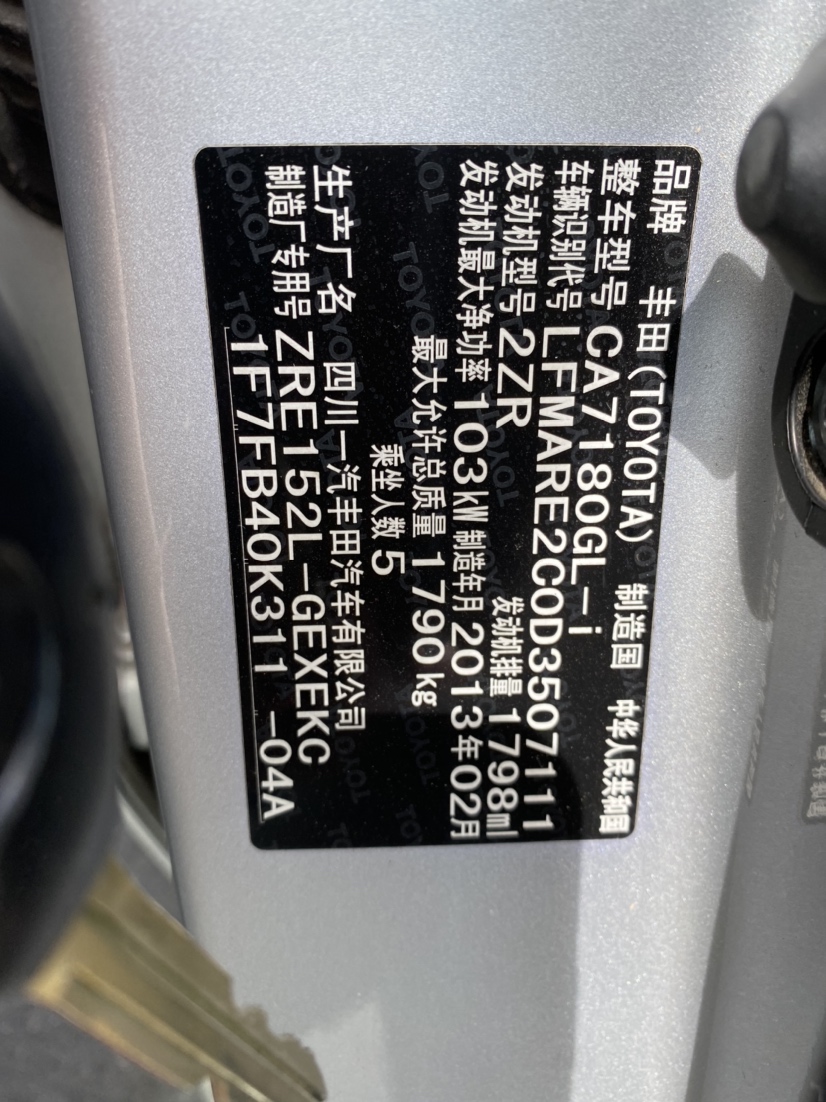 品牌 丰田(TOYOTA) 制造国 中华人民共和国
整车型号 CA7180GL-i
车辆识别代号 LFMARE2C0D3507111
发动机型号 2ZR 发动机排量 1798ml
发动机最大净功率 103kW 制造年月 2013年02月
最大允许总质量 1790kg
乘坐人数 5
生产厂名 四川一汽丰田汽车有限公司
制造厂专用号 ZRE152L-GEXEKC
1F7FB40K311 -04A